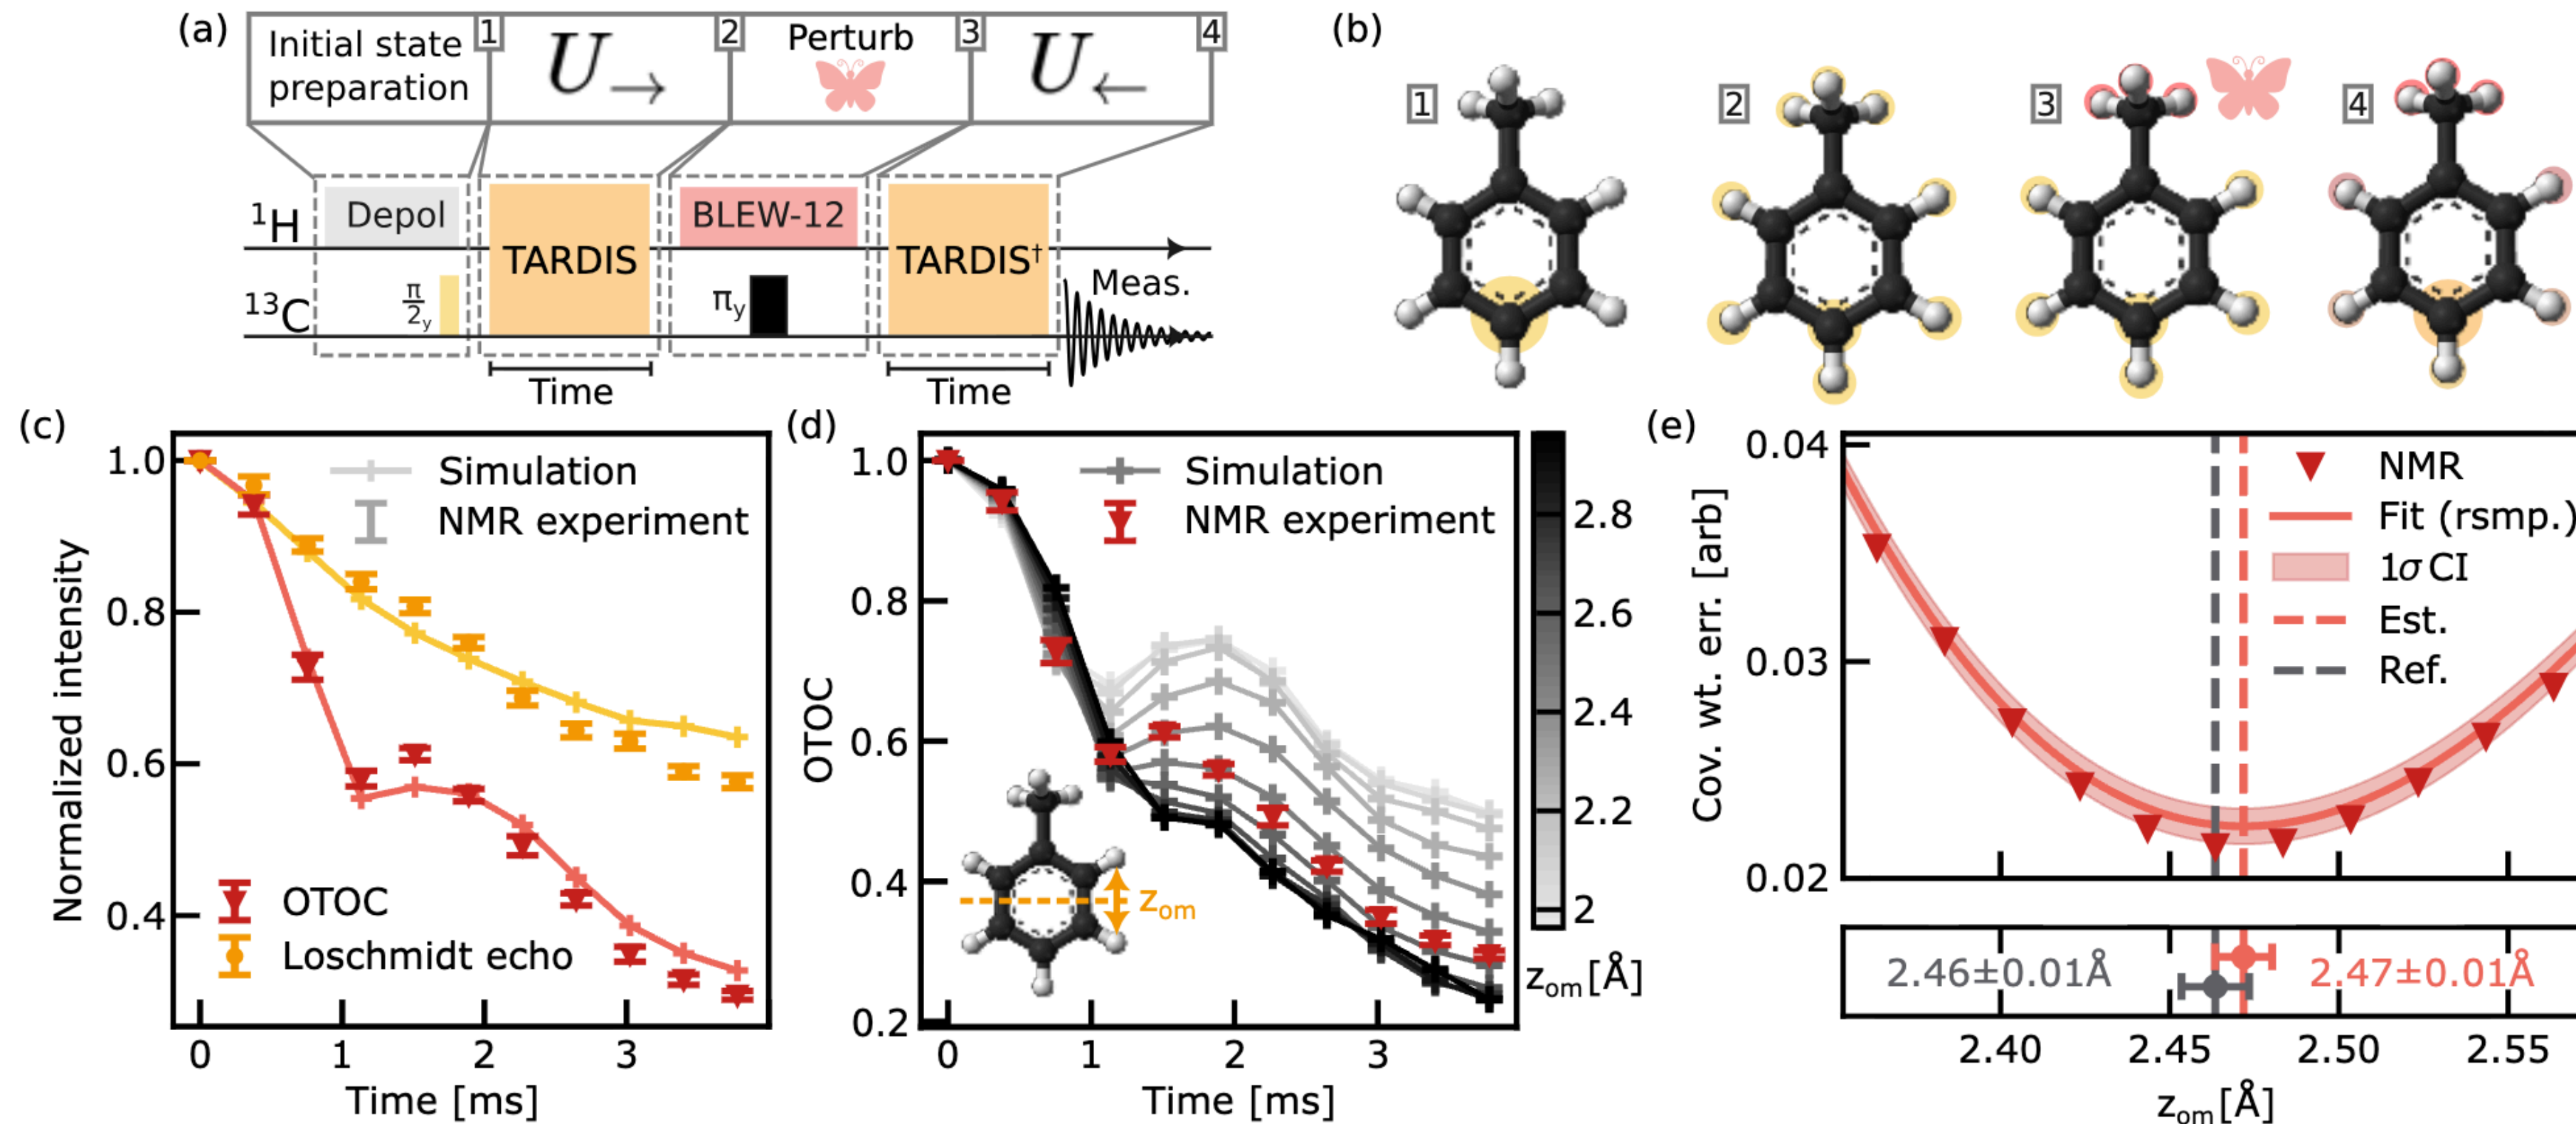 (a)
Initial state
preparation
1
U→
2
Perturb
3
U←
4
¹H
Depol
TARDIS
BLEW-12
TARDIS†
¹³C
π/2 y
πy
Meas.
Time
Time
(b)
1
2
3
4
(c)
Normalized intensity
1.0
0.8
0.6
0.4
Simulation
NMR experiment
OTOC
Loschmidt echo
0 1 2 3
Time [ms]
(d)
OTOC
1.0
0.8
0.6
0.4
0.2
Simulation
NMR experiment
zom
0 1 2 3
Time [ms]
2.8
2.6
2.4
2.2
2
zom[Å]
(e)
Cov. wt. err. [arb]
0.04
0.03
0.02
NMR
Fit (rsmp.)
1σ CI
Est.
Ref.
2.46±0.01Å
2.47±0.01Å
2.40 2.45 2.50 2.55
zom[Å]